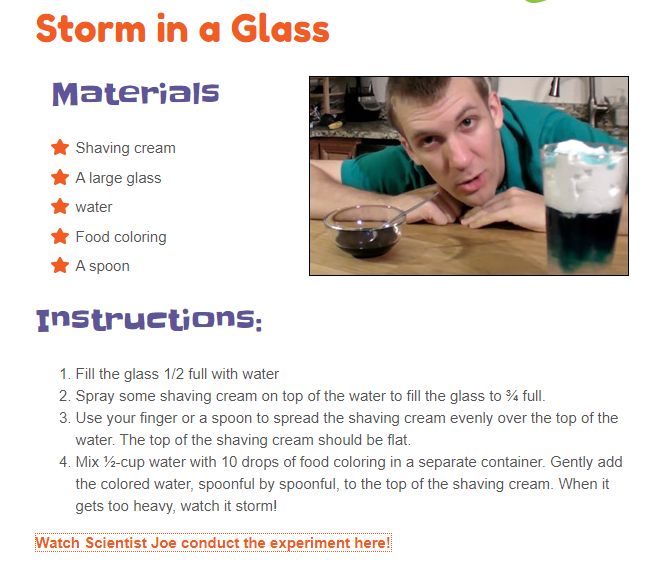 Storm in a Glass
Materials
Shaving cream
A large glass
water
Food coloring
A spoon
Instructions:
1. Fill the glass 1/2 full with water
2. Spray some shaving cream on top of the water to fill the glass to ¾ full.
3. Use your finger or a spoon to spread the shaving cream evenly over the top of the
water. The top of the shaving cream should be flat.
4. Mix ½-cup water with 10 drops of food coloring in a separate container. Gently add
the colored water, spoonful by spoonful, to the top of the shaving cream. When it
gets too heavy, watch it storm!
Watch Scientist Joe conduct the experiment here!